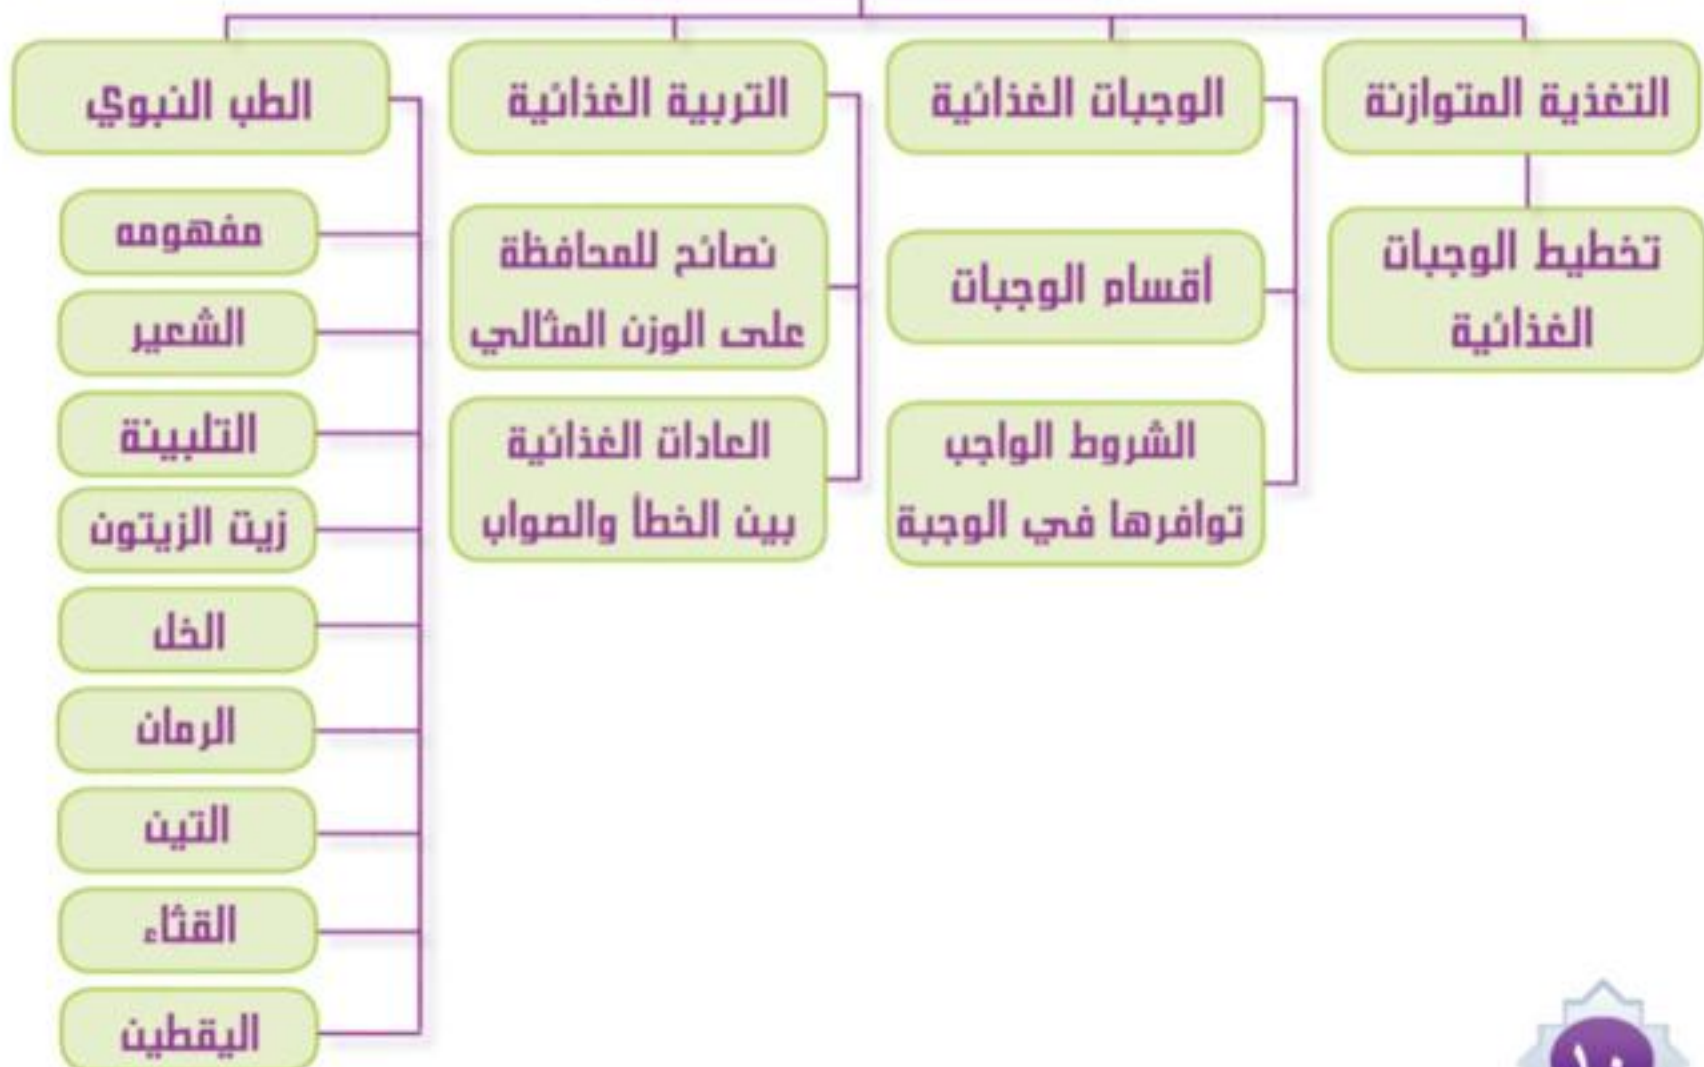 التغذية المتوازنة
تخطيط الوجبات
الغذائية
الوجبات الغذائية
أقسام الوجبات
الشروط الواجب
توافرها في الوجبة
التربية الغذائية
نصائح للمحافظة
على الوزن المثالي
العادات الغذائية
بين الخطأ والصواب
الطب النبوي
مفهومه
الشعير
التلبينة
زيت الزيتون
الخل
الرمان
التين
القثاء
اليقطين
١٠